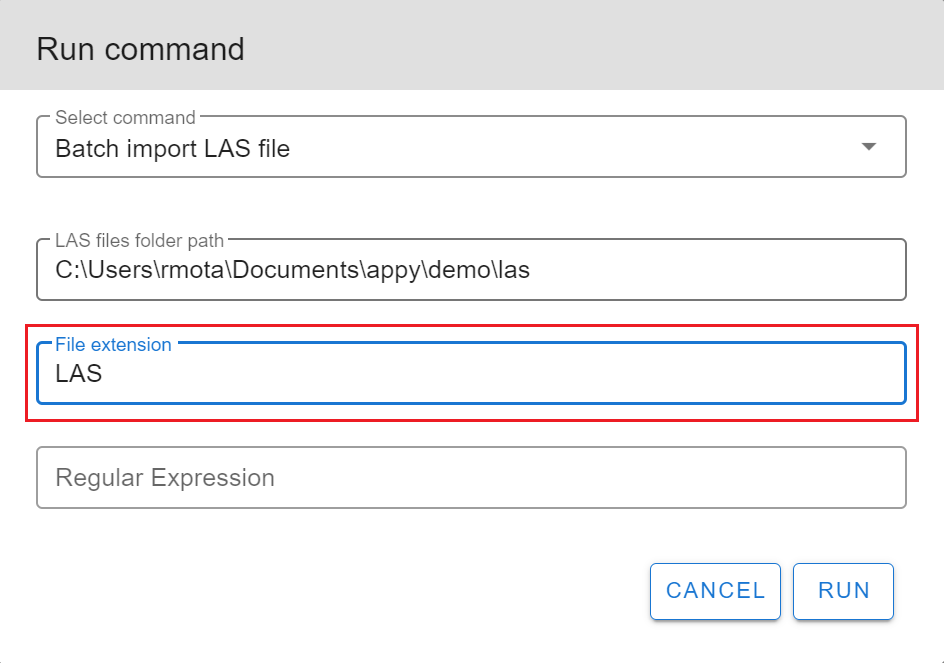 Run command
Select command
Batch import LAS file
LAS files folder path
C:\Users\rmota\Documents\appy\demo\las
File extension
LAS
Regular Expression
CANCEL RUN